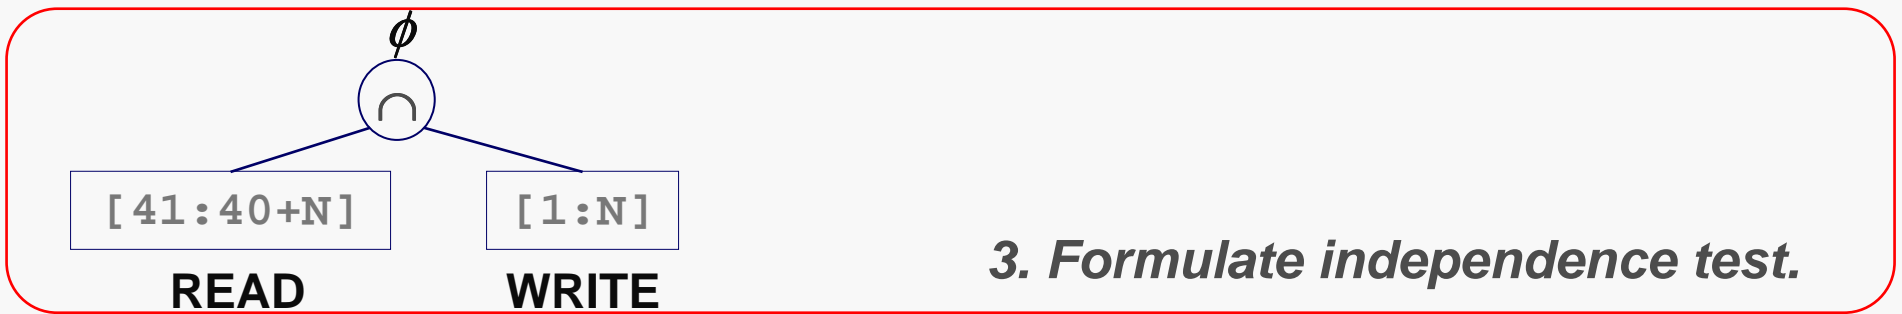 ϕ
∩
[41:40+N] [1:N]
READ WRITE
3. Formulate independence test.